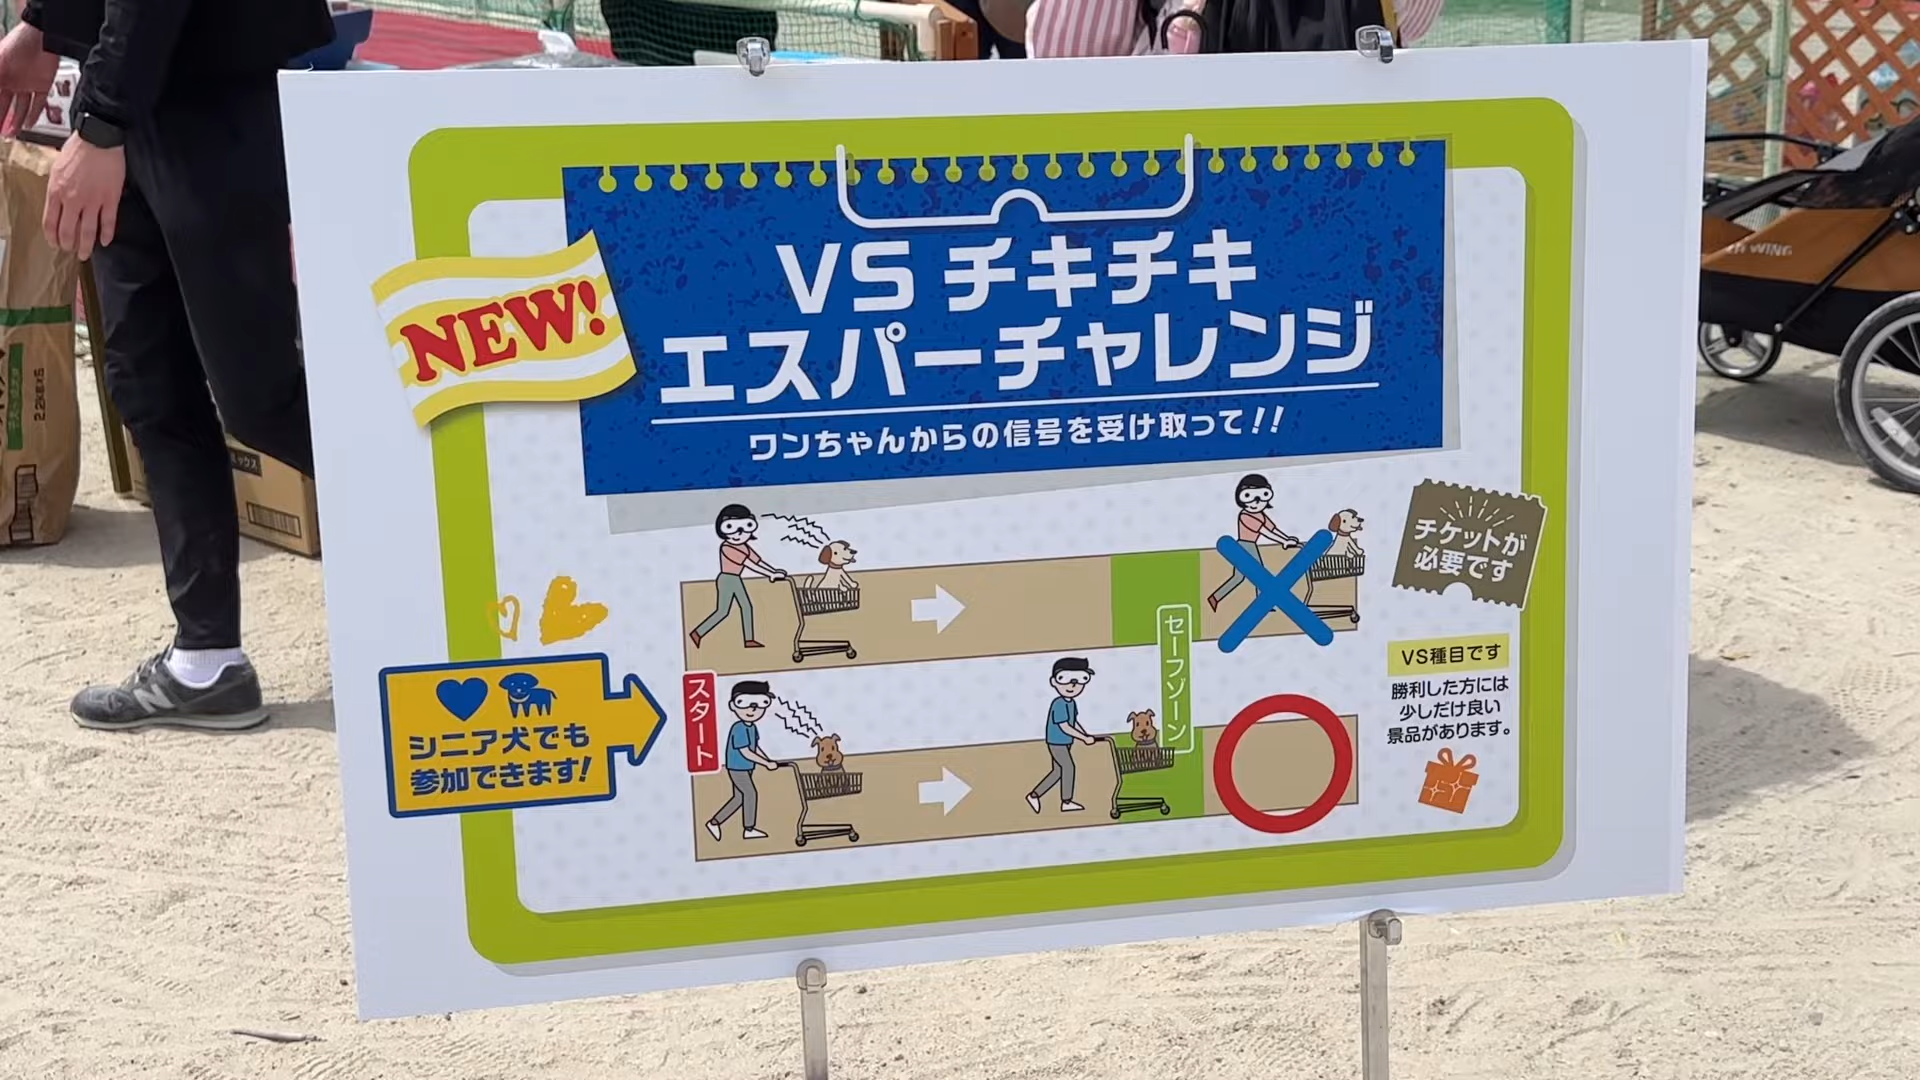 VS チキチキ
エスパーチャレンジ
NEW!
ワンちゃんからの信号を受け取って!!
チケットが
必要です
セーフゾーン
スタート
VS種目です
勝利した方には
少しだけ良い
景品があります。
シニア犬でも
参加できます!
2.2kg×5
WING